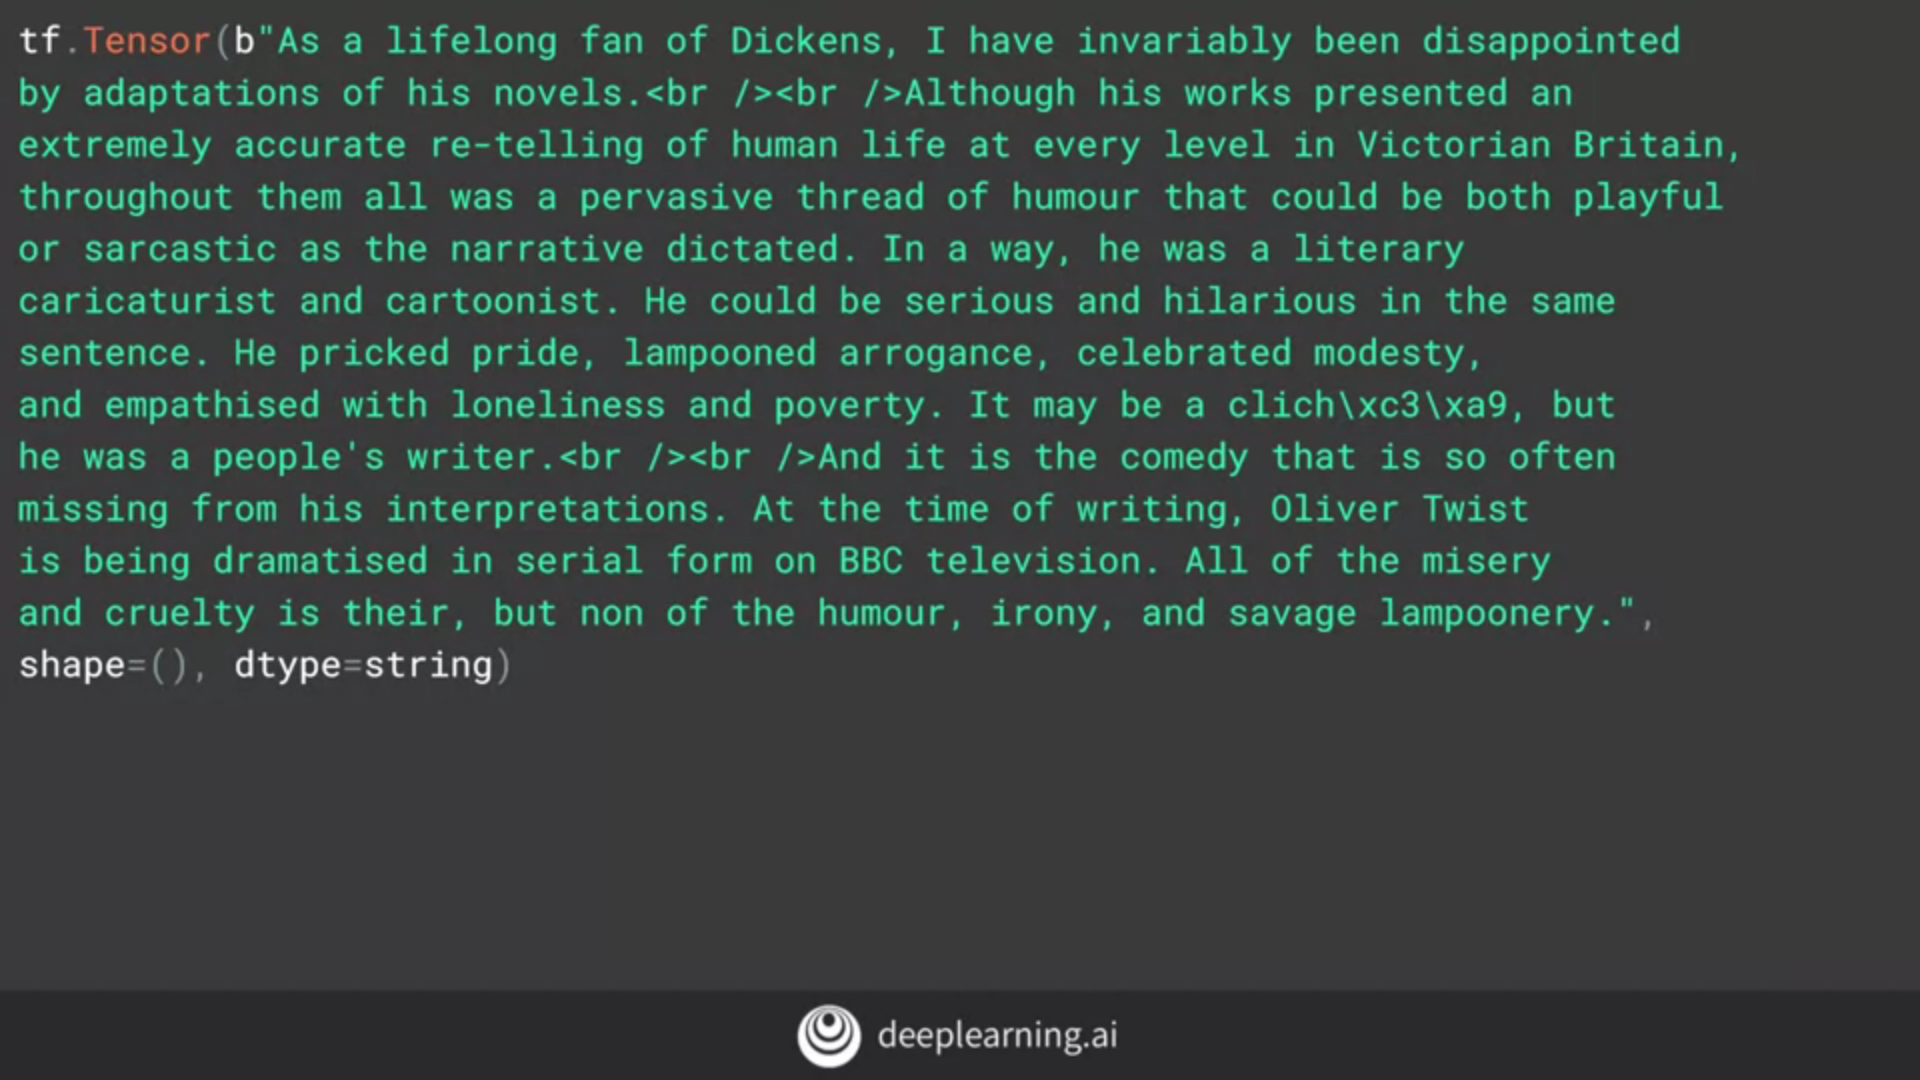 tf.Tensor(b"As a lifelong fan of Dickens, I have invariably been disappointed
by adaptations of his novels.<br /><br />Although his works presented an
extremely accurate re-telling of human life at every level in Victorian Britain,
throughout them all was a pervasive thread of humour that could be both playful
or sarcastic as the narrative dictated. In a way, he was a literary
caricaturist and cartoonist. He could be serious and hilarious in the same
sentence. He pricked pride, lampooned arrogance, celebrated modesty,
and empathised with loneliness and poverty. It may be a clich\xc3\xa9, but
he was a people's writer.<br /><br />And it is the comedy that is so often
missing from his interpretations. At the time of writing, Oliver Twist
is being dramatised in serial form on BBC television. All of the misery
and cruelty is their, but non of the humour, irony, and savage lampoonery.",
shape=(), dtype=string)
deeplearning.ai